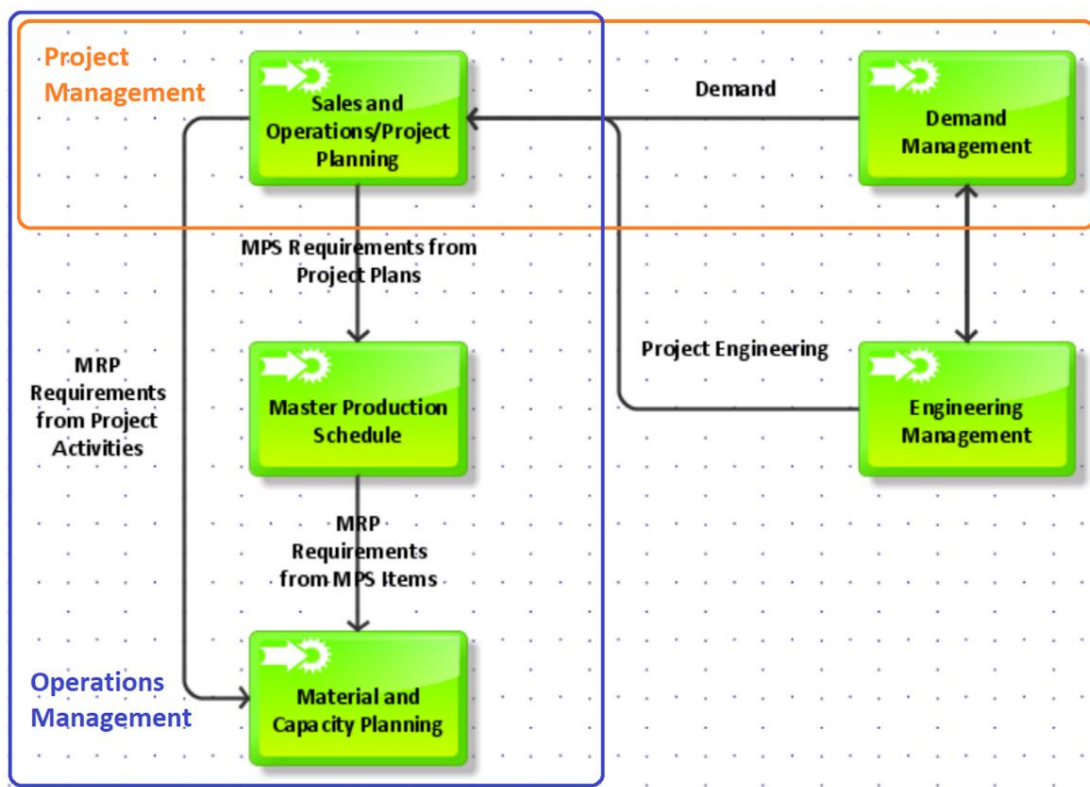 Project
Management
Sales and
Operations/Project
Planning
Demand
Demand
Management
MPS Requirements from
Project Plans
MRP
Requirements
from Project
Activities
Master Production
Schedule
Project Engineering
Engineering
Management
MRP
Requirements
from MPS Items
Operations
Management
Material and
Capacity Planning